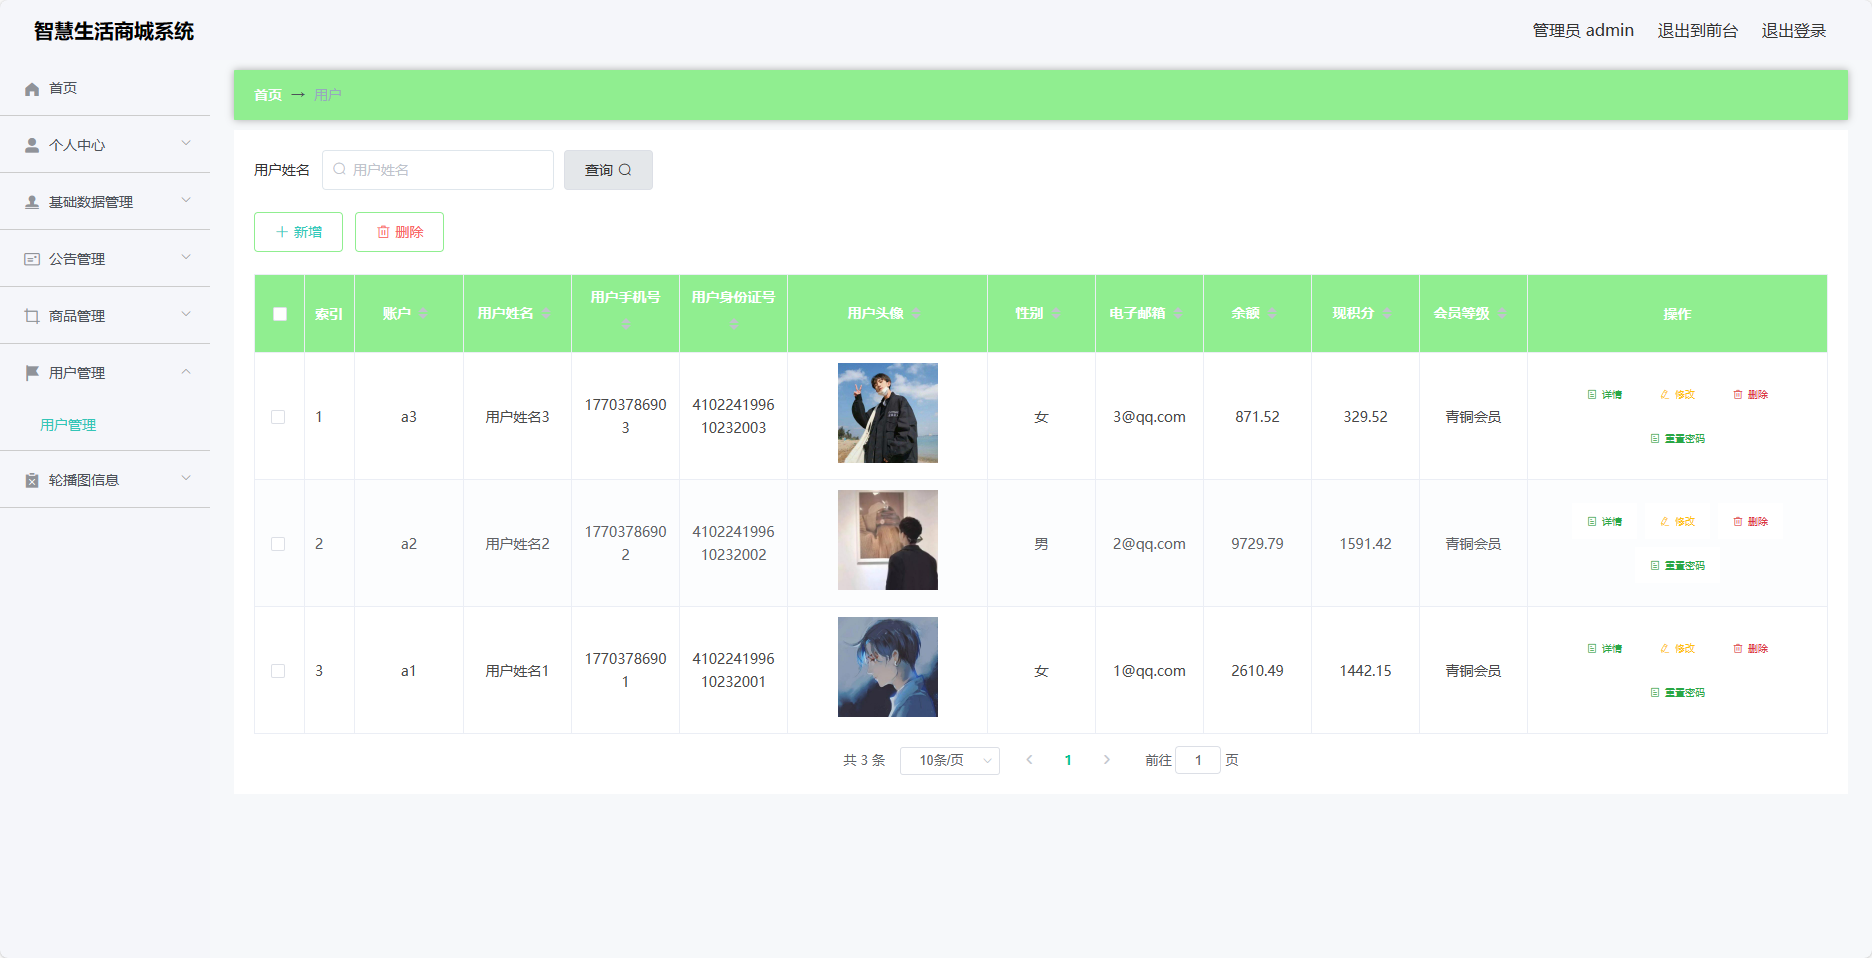 智慧生活商城系统
管理员 admin 退出到前台 退出登录
首页
个人中心
基础数据管理
公告管理
商品管理
用户管理
用户管理
轮播图信息
首页 → 用户
用户姓名 用户姓名 查询
新增 删除
索引 账户 用户姓名 用户手机号 用户身份证号 用户头像 性别 电子邮箱 余额 现积分 会员等级 操作
1 a3 用户姓名3 17703786903 410224199610232003 女 3@qq.com 871.52 329.52 青铜会员 详情 修改 删除
重置密码
2 a2 用户姓名2 17703786902 410224199610232002 男 2@qq.com 9729.79 1591.42 青铜会员 详情 修改 删除
重置密码
3 a1 用户姓名1 17703786901 410224199610232001 女 1@qq.com 2610.49 1442.15 青铜会员 详情 修改 删除
重置密码
共 3 条 10条/页 1 前往 1 页